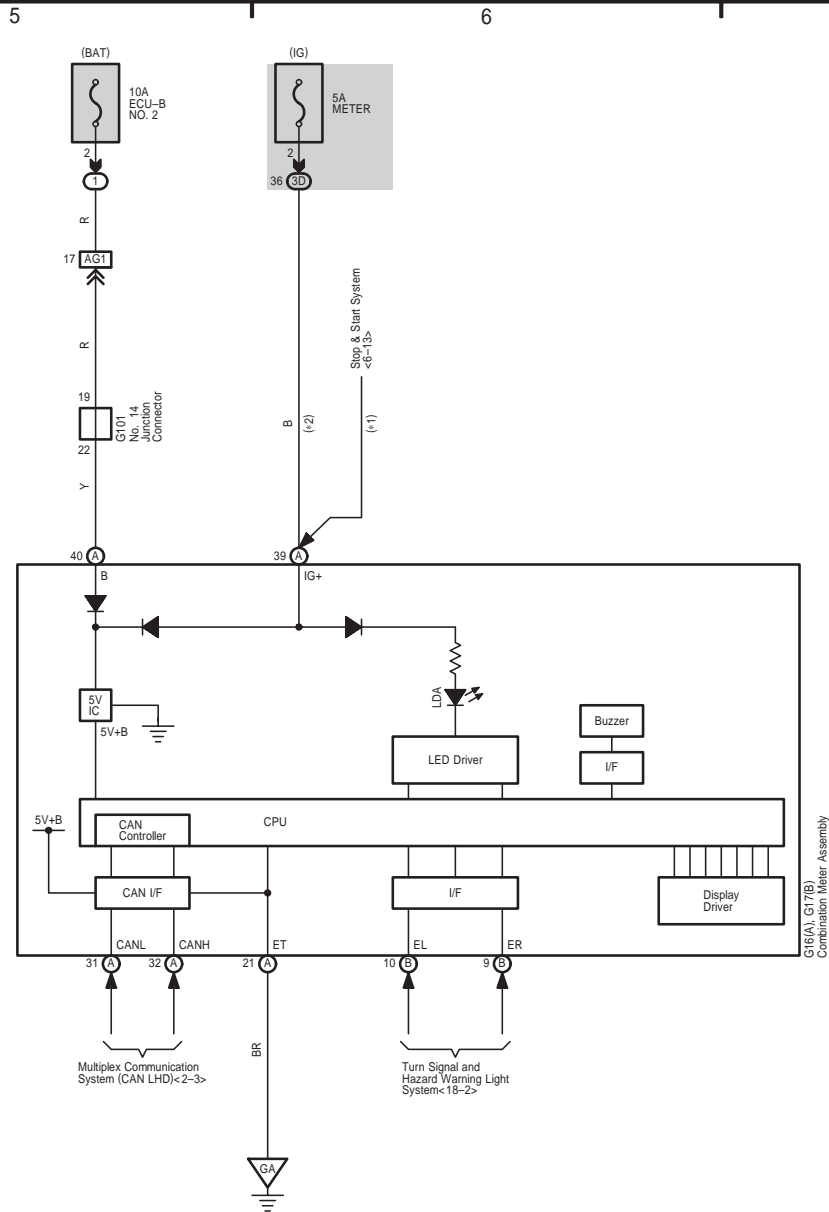 5
6
(BAT)
(IG)
10A
ECU–B
NO. 2
5A
METER
2
2
1
36
3D
R
17
AG1
Stop & Start System
<6–13>
R
19
G101
No. 14
Junction
Connector
B
(*2)
(*1)
22
Y
40
A
39
A
B
IG+
LDA
5V
IC
5V+B
Buzzer
LED Driver
I/F
5V+B
CAN
Controller
CPU
CAN I/F
I/F
Display
Driver
G16(A), G17(B)
Combination Meter Assembly
CANL
CANH
ET
EL
ER
31
A
32
A
21
A
10
B
9
B
BR
Multiplex Communication
System (CAN LHD)<2–3>
Turn Signal and
Hazard Warning Light
System<18–2>
GA